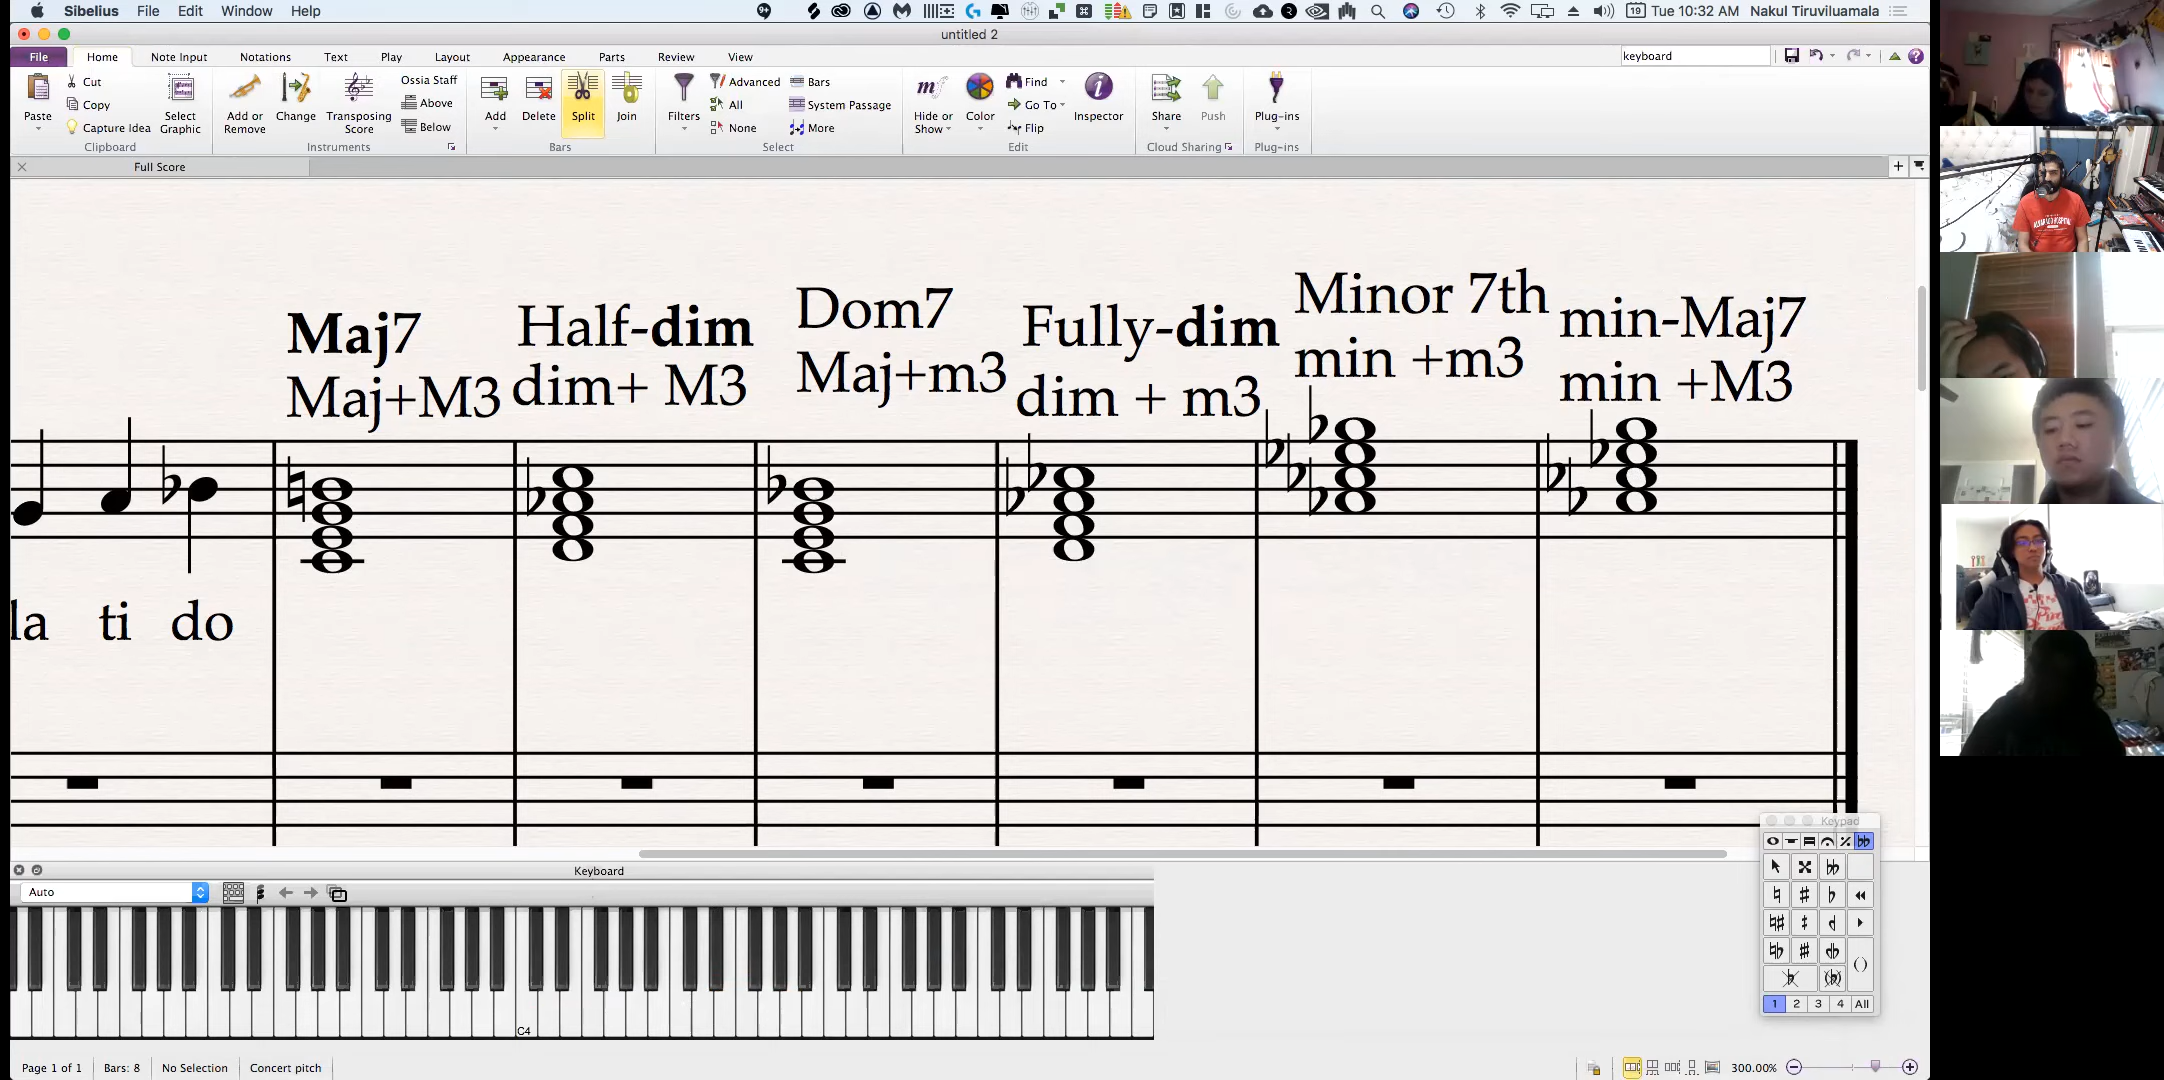 Sibelius File Edit Window Help
Tue 10:32 AM Nakul Tiruviluamala
untitled 2
File Home Note Input Notations Text Play Layout Appearance Parts Review View
keyboard
Paste
Cut
Copy
Capture Idea
Select Graphic
Clipboard
Add or Remove
Change
Transposing Score
Ossia Staff
Above
Below
Instruments
Add
Delete
Split
Join
Bars
Filters
Advanced
All
None
Bars
System Passage
More
Select
Hide or Show
Color
Find
Go To
Flip
Inspector
Edit
Share
Push
Cloud Sharing
Plug-ins
Plug-ins
Full Score
Maj7
Maj+M3
Half-dim
dim+ M3
Dom7
Maj+m3
Fully-dim
dim + m3
Minor 7th
min +m3
min-Maj7
min +M3
la ti do
Keypad
1 2 3 4 All
Keyboard
Auto
C4
Page 1 of 1 Bars: 8 No Selection Concert pitch
300.00%